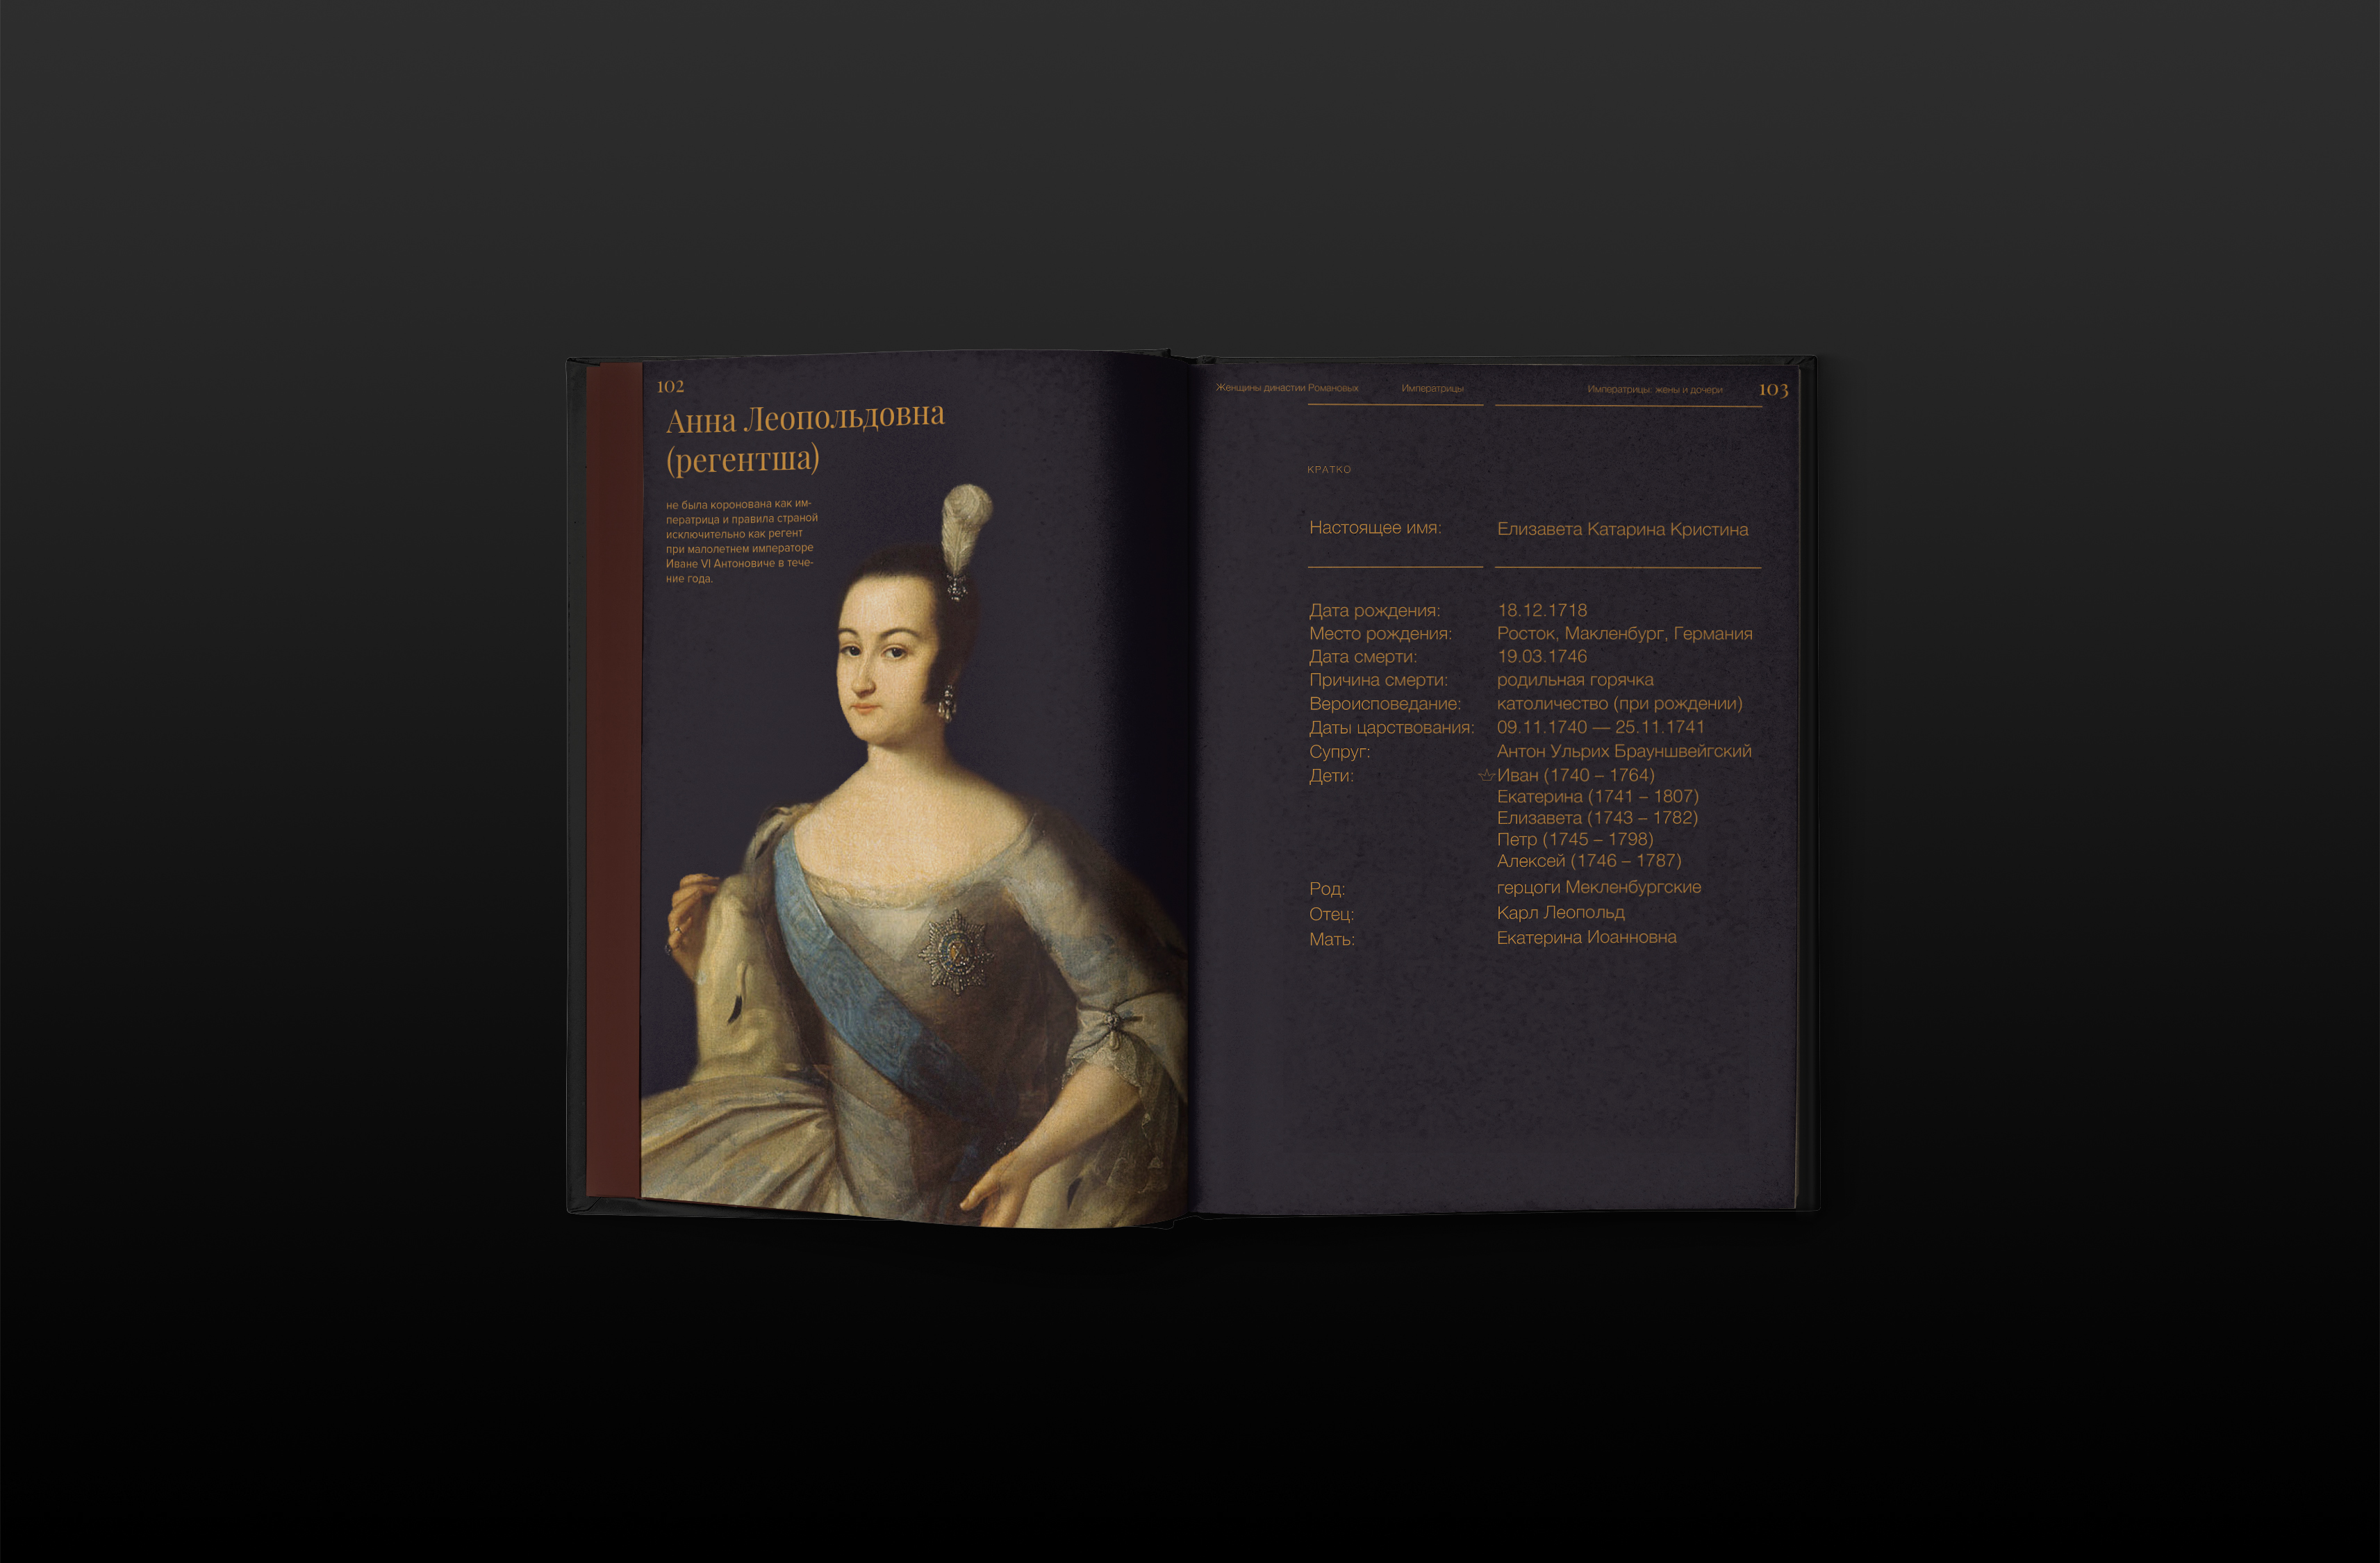 102
Анна Леопольдовна
(регентша)
не была коронована как им-
ператрица и правила страной
исключительно как регент
при малолетнем императоре
Иване VI Антоновиче в тече-
ние года.
Женщины династии Романовых Императрицы Императрицы: жены и дочери 103
КРАТКО
Настоящее имя: Елизавета Катарина Кристина
Дата рождения: 18.12.1718
Место рождения: Росток, Макленбург, Германия
Дата смерти: 19.03.1746
Причина смерти: родильная горячка
Вероисповедание: католичество (при рождении)
Даты царствования: 09.11.1740 — 25.11.1741
Супруг: Антон Ульрих Брауншвейгский
Дети: Иван (1740 – 1764)
Екатерина (1741 – 1807)
Елизавета (1743 – 1782)
Петр (1745 – 1798)
Алексей (1746 – 1787)
Род: герцоги Мекленбургские
Отец: Карл Леопольд
Мать: Екатерина Иоанновна